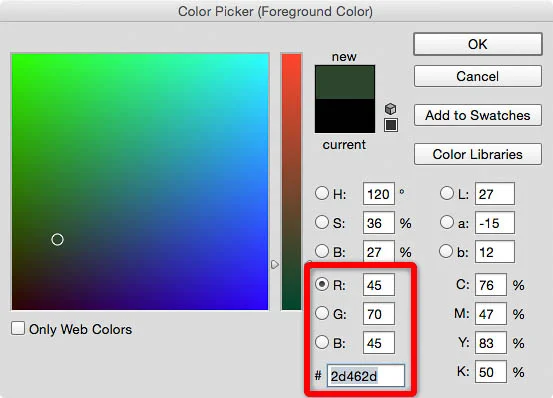 Color Picker (Foreground Color)
new
current
OK
Cancel
Add to Swatches
Color Libraries
H: 120 °
S: 36 %
B: 27 %
R: 45
G: 70
B: 45
# 2d462d
L: 27
a: -15
b: 12
C: 76 %
M: 47 %
Y: 83 %
K: 50 %
Only Web Colors